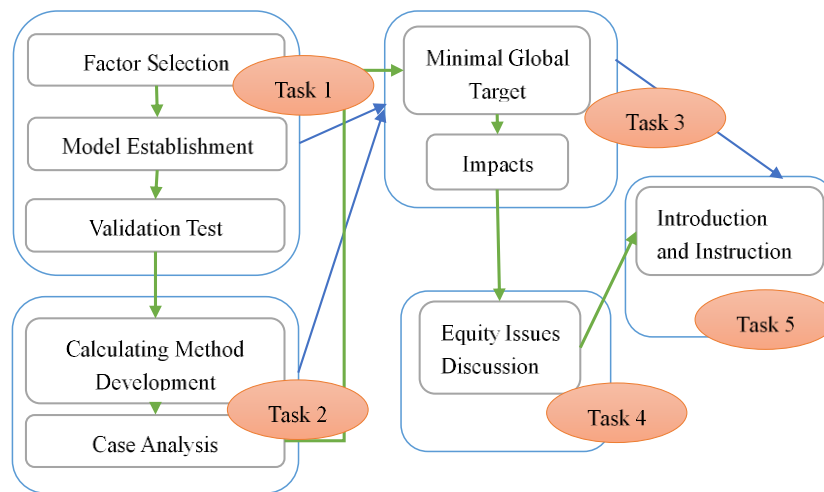 Factor Selection
Task 1
Model Establishment
Validation Test
Calculating Method
Development
Task 2
Case Analysis
Minimal Global
Target
Task 3
Impacts
Equity Issues
Discussion
Task 4
Introduction
and Instruction
Task 5